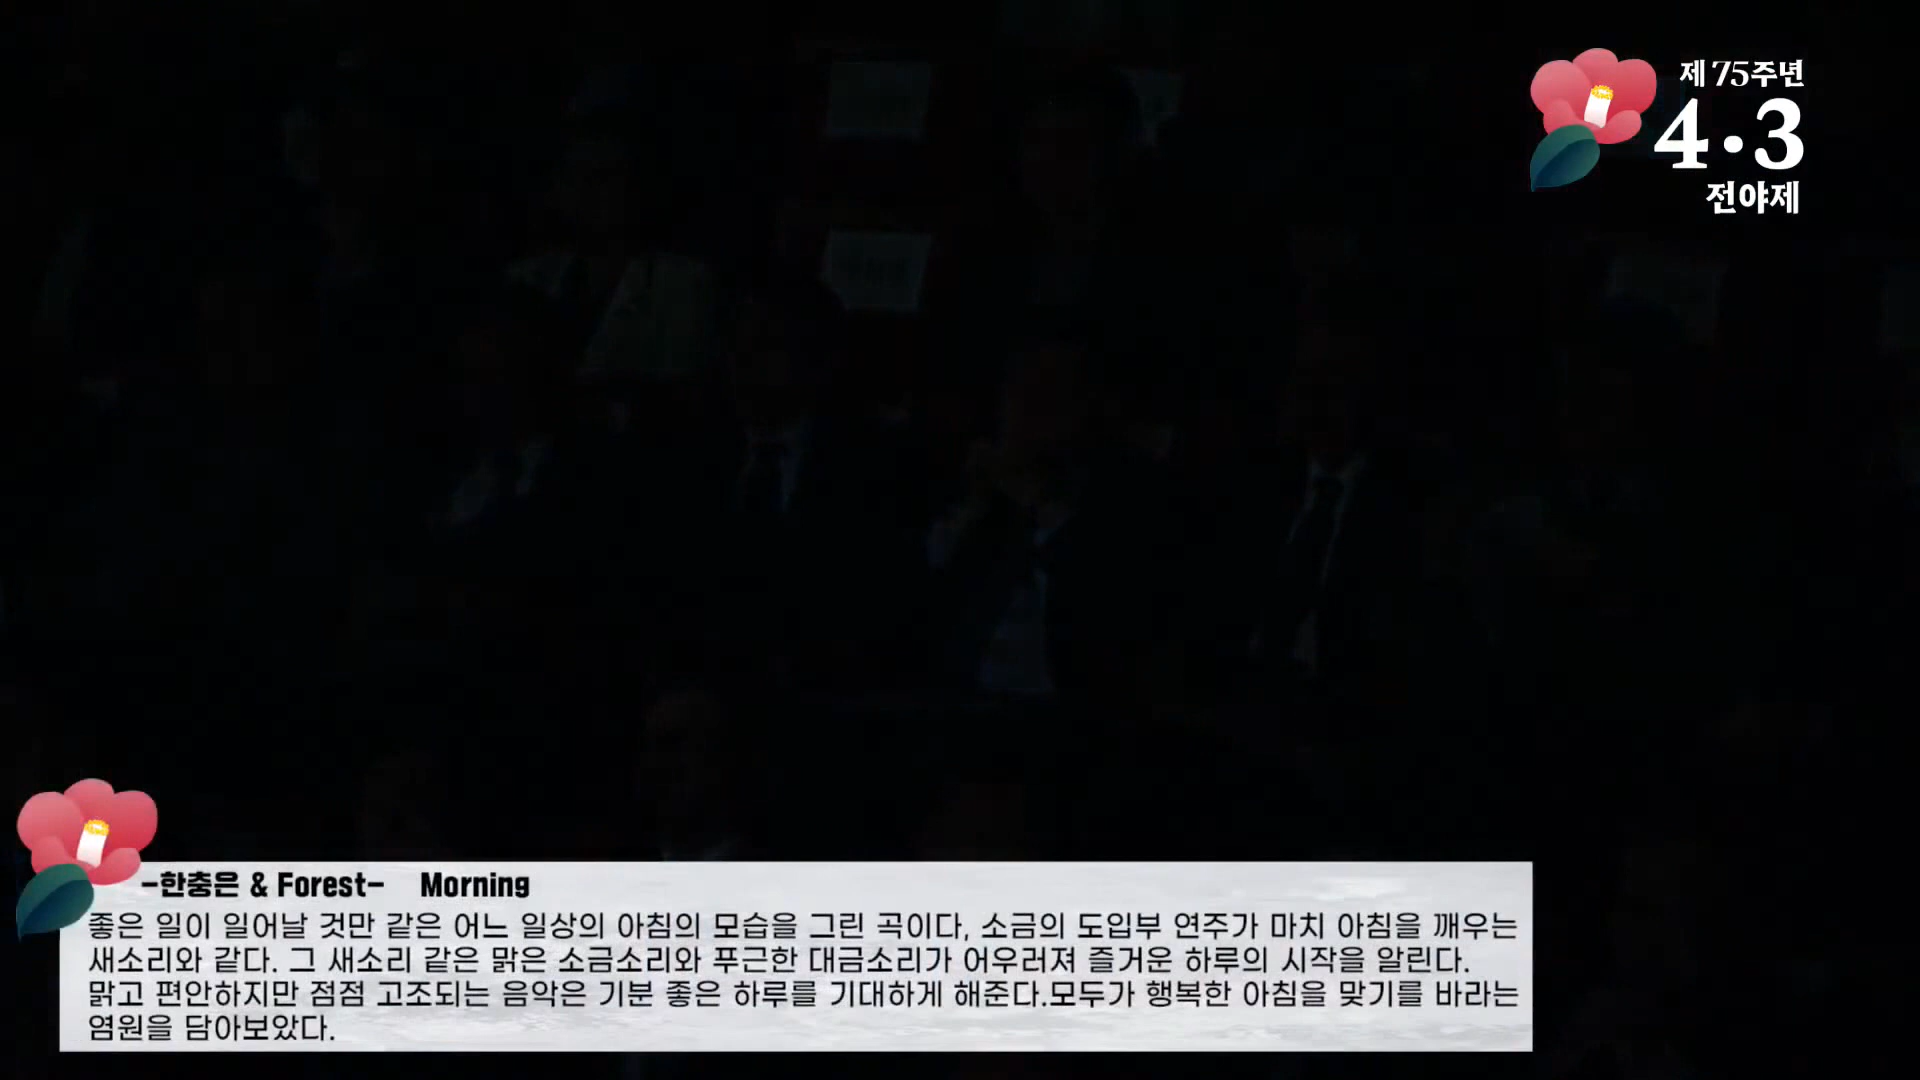 제 75주년
4·3
전야제
-한충은 & Forest- Morning
좋은 일이 일어날 것만 같은 어느 일상의 아침의 모습을 그린 곡이다, 소금의 도입부 연주가 마치 아침을 깨우는
새소리와 같다. 그 새소리 같은 맑은 소금소리와 푸근한 대금소리가 어우러져 즐거운 하루의 시작을 알린다.
맑고 편안하지만 점점 고조되는 음악은 기분 좋은 하루를 기대하게 해준다.모두가 행복한 아침을 맞기를 바라는
염원을 담아보았다.